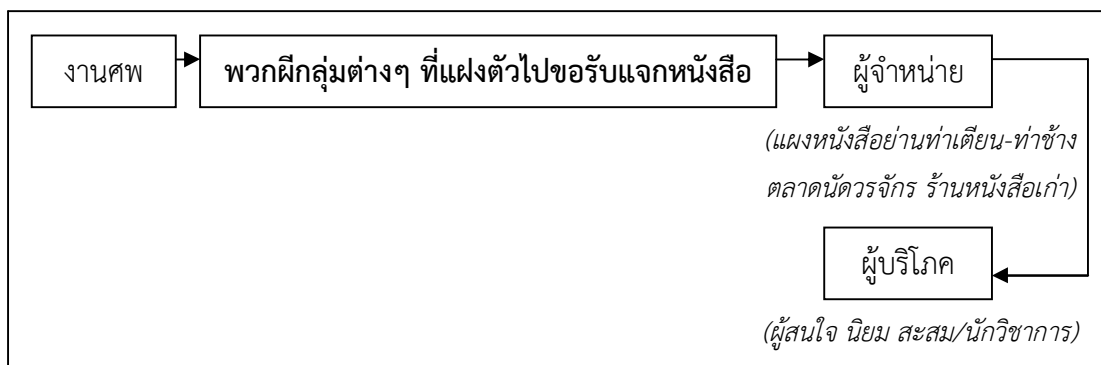 งานศพ
พวกผีกลุ่มต่างๆ ที่แฝงตัวไปขอรับแจกหนังสือ
ผู้จำหน่าย
(แผงหนังสือย่านท่าเตียน-ท่าช้าง
ตลาดนัดวรจักร ร้านหนังสือเก่า)
ผู้บริโภค
(ผู้สนใจ นิยม สะสม/นักวิชาการ)